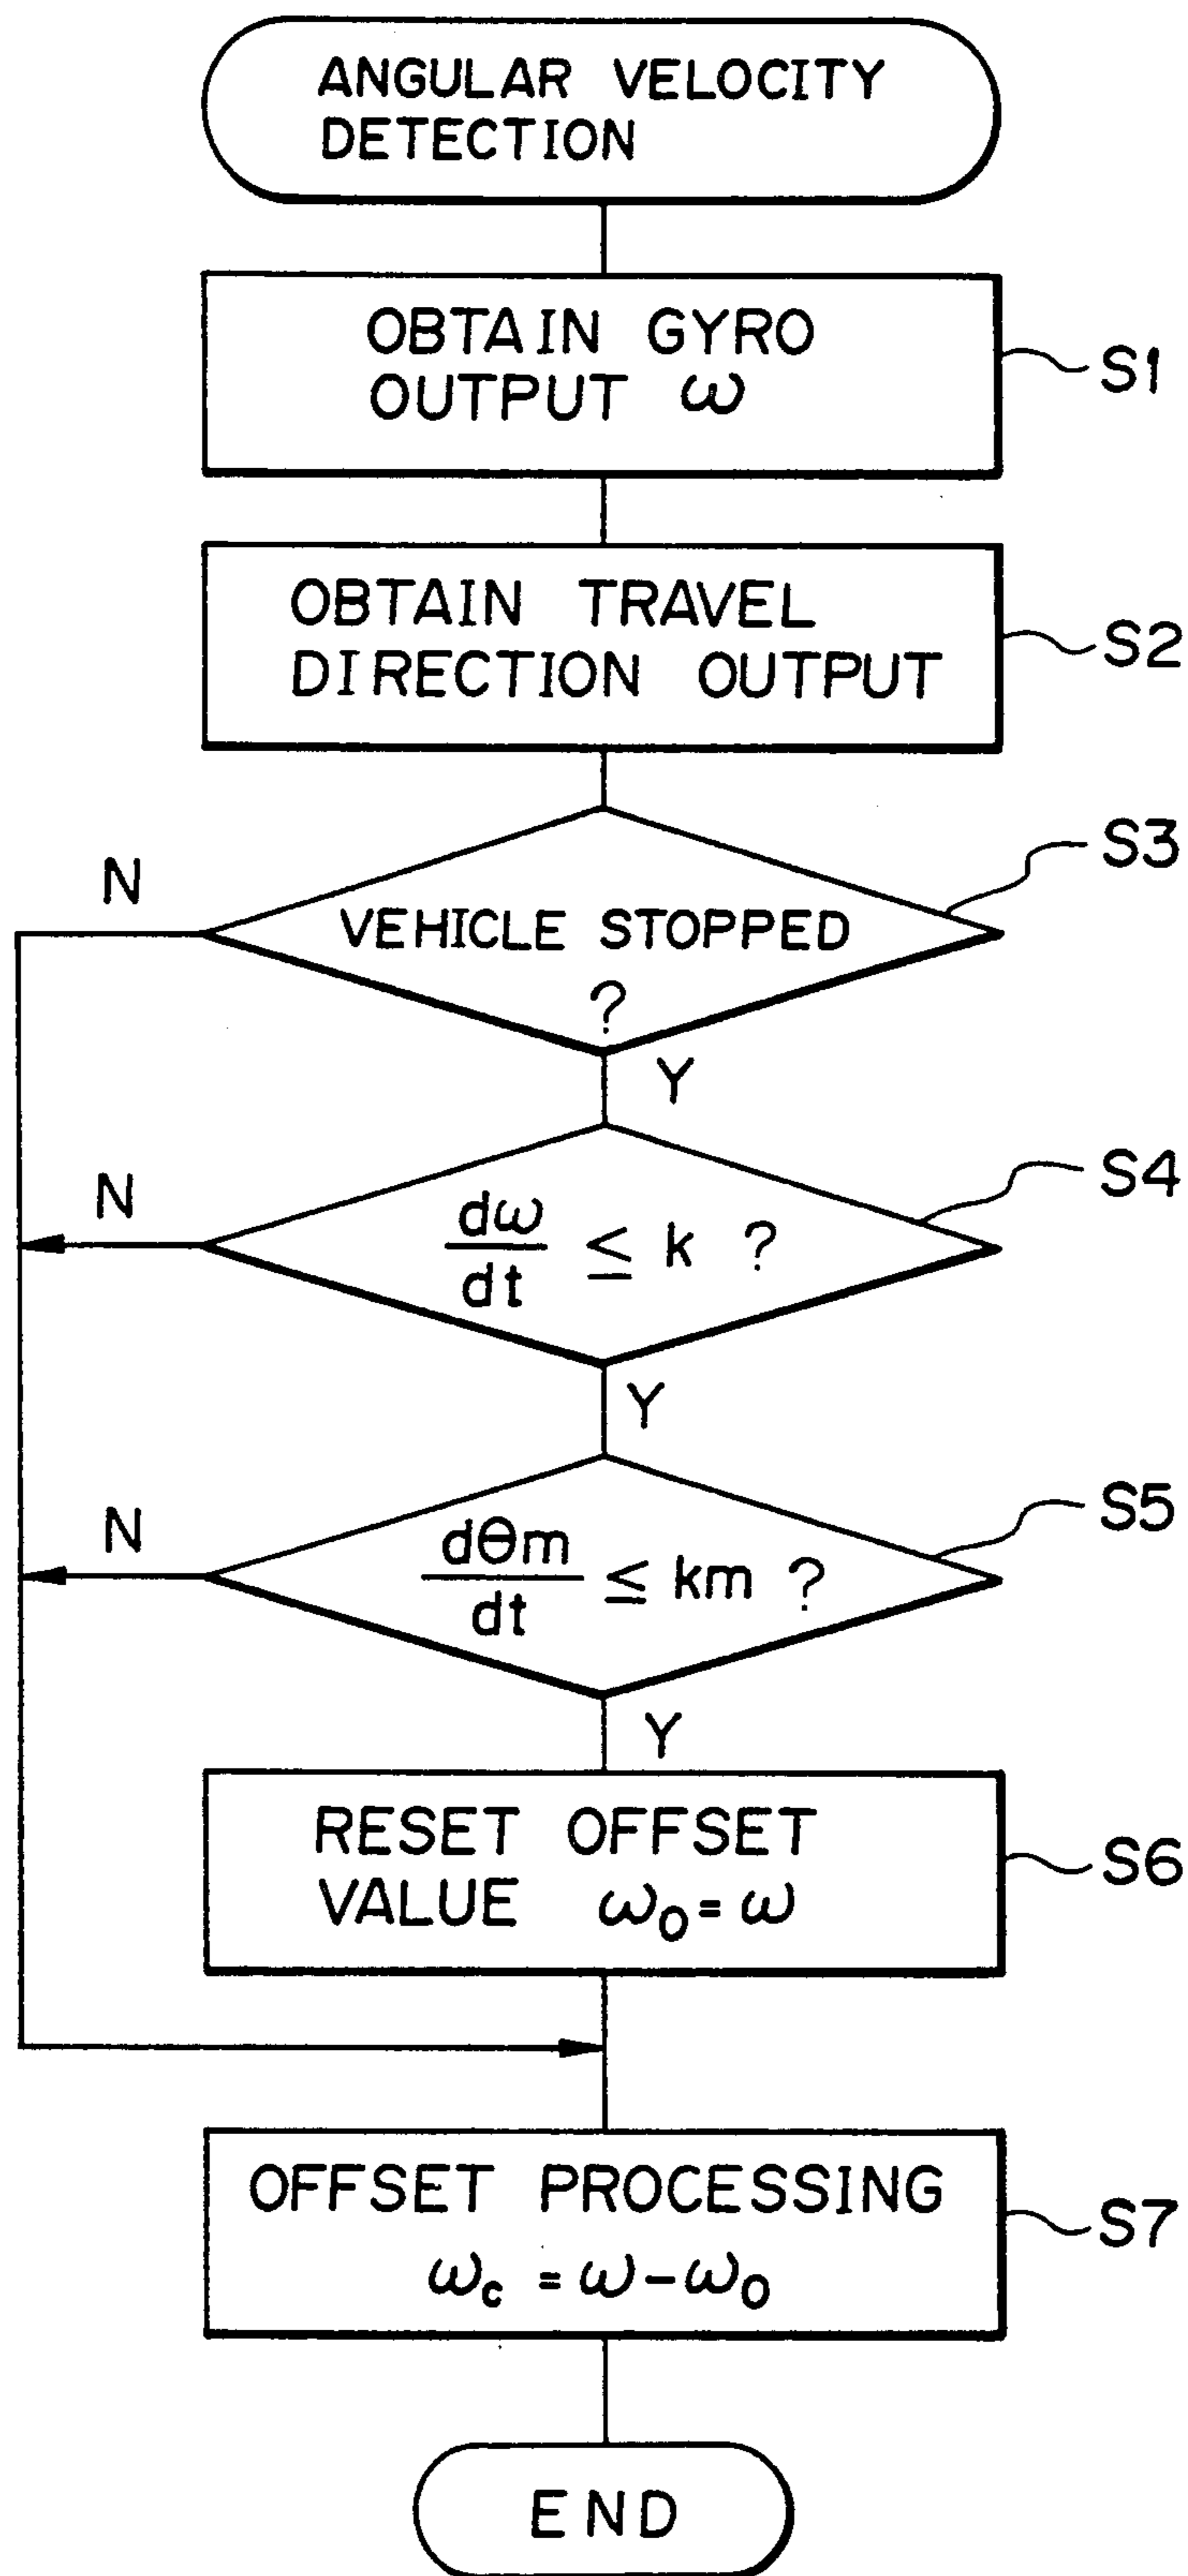 ANGULAR VELOCITY
DETECTION
OBTAIN GYRO
OUTPUT ω
S1
OBTAIN TRAVEL
DIRECTION OUTPUT
S2
S3
N
VEHICLE STOPPED
?
Y
S4
N
dω/dt ≤ k ?
Y
S5
N
dθm/dt ≤ km ?
Y
RESET OFFSET
VALUE ω₀ = ω
S6
OFFSET PROCESSING
ω꜀ = ω − ω₀
S7
END